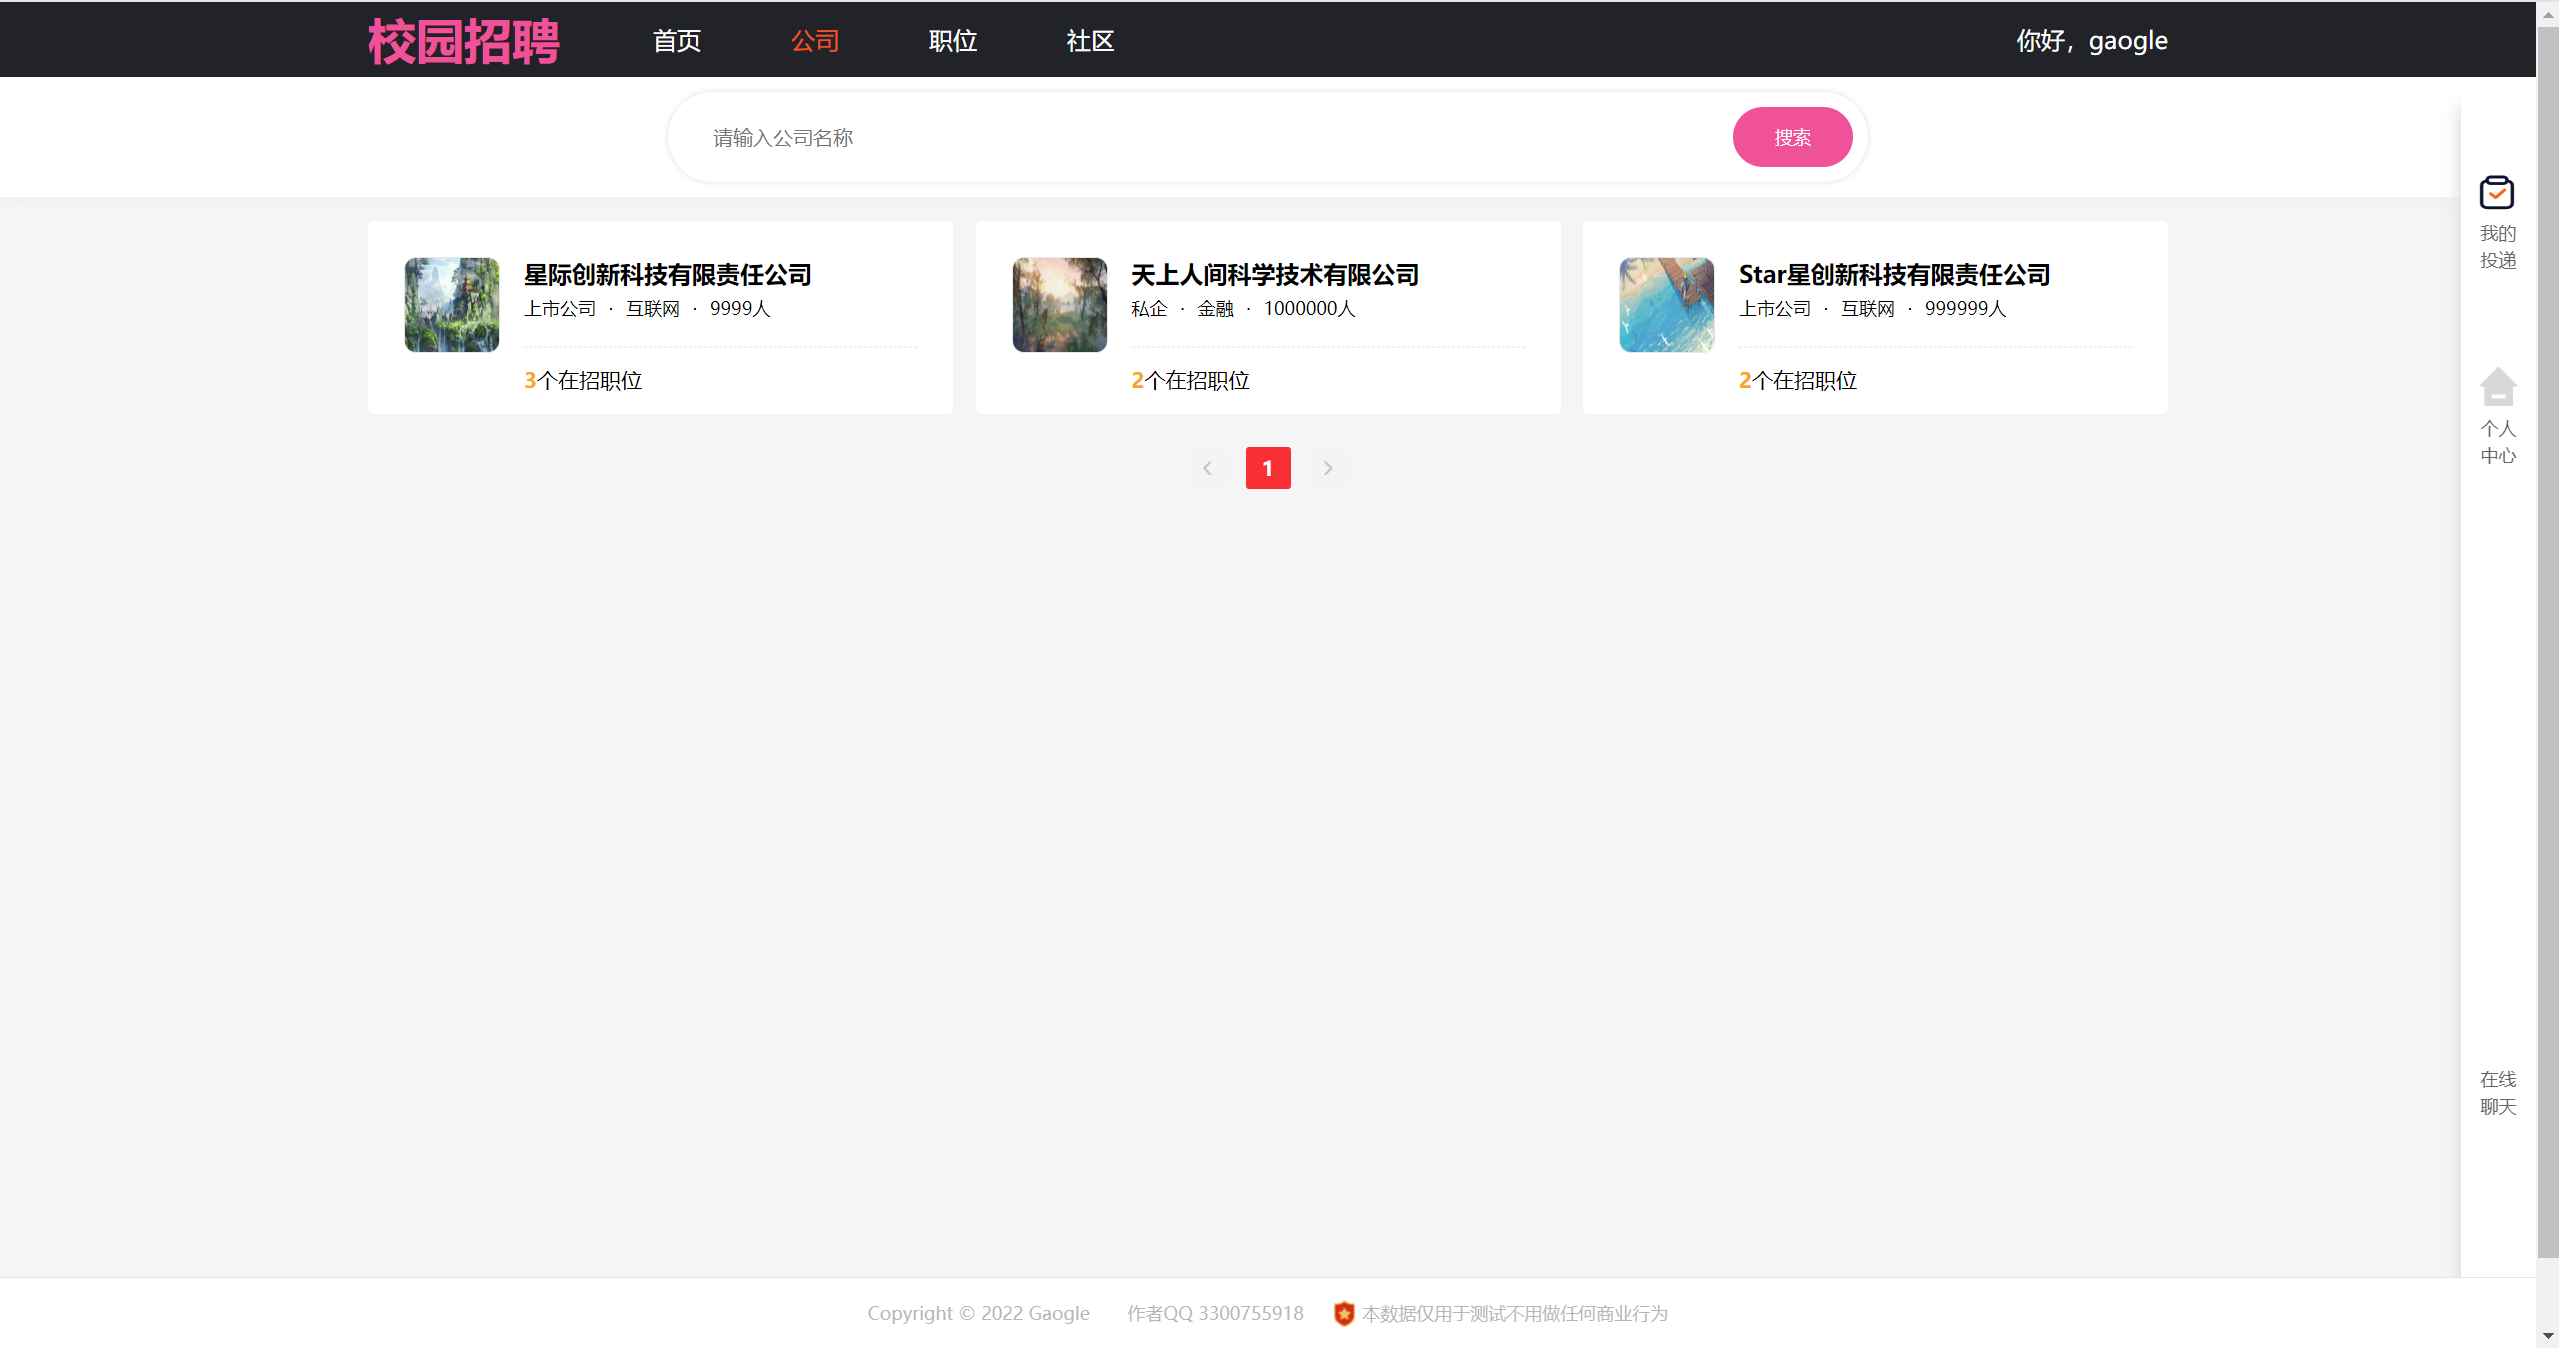 校园招聘 首页 公司 职位 社区 你好，gaogle
请输入公司名称 搜索
星际创新科技有限责任公司
上市公司 · 互联网 · 9999人
3个在招职位
天上人间科学技术有限公司
私企 · 金融 · 1000000人
2个在招职位
Star星创新科技有限责任公司
上市公司 · 互联网 · 999999人
2个在招职位
1
我的
投递
个人
中心
在线
聊天
Copyright © 2022 Gaogle 作者QQ 3300755918 本数据仅用于测试不用做任何商业行为